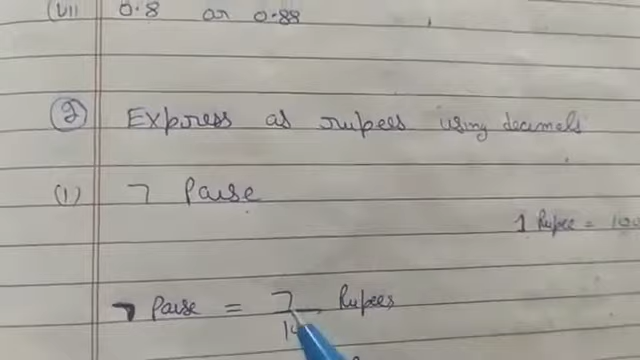 (VII) 0.8 or 0.88
② Express as rupees using decimals
(1) 7 Paise
1 Rupee = 100
7 Paise = 7 Rupees